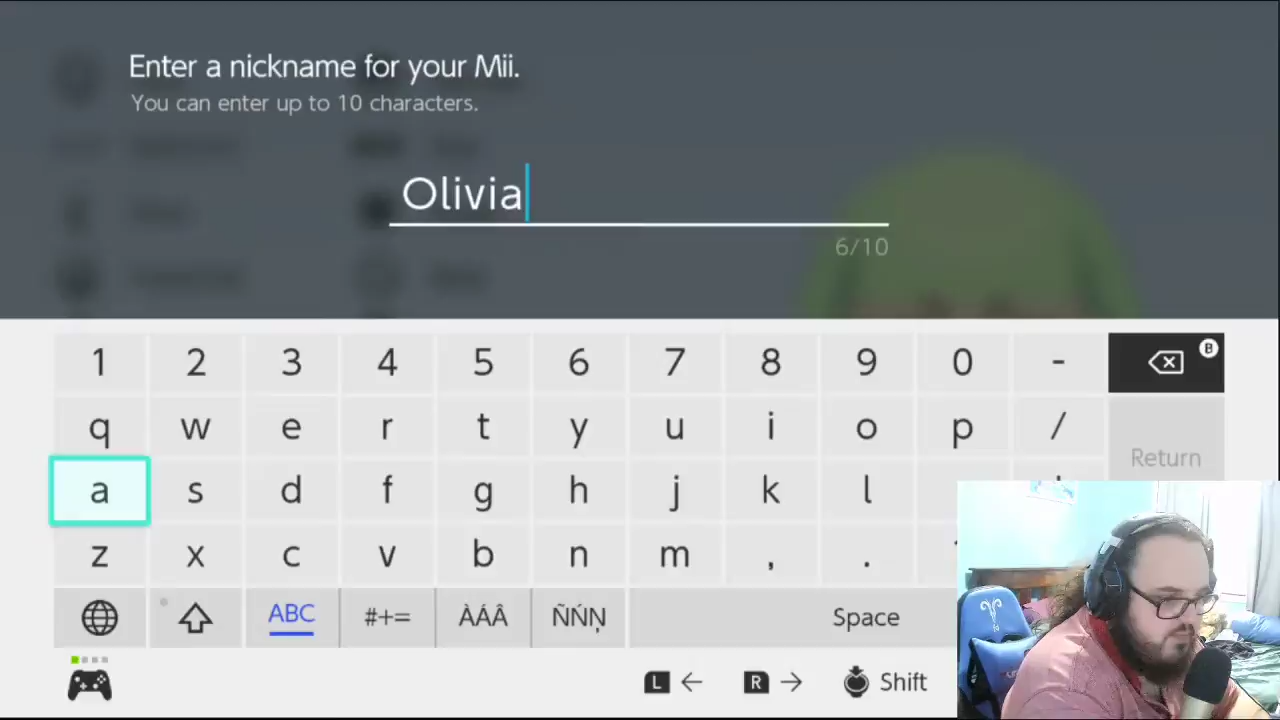 Enter a nickname for your Mii.
You can enter up to 10 characters.
Olivia
6/10
1 2 3 4 5 6 7 8 9 0 - B
q w e r t y u i o p /
Return
a s d f g h j k l
z x c v b n m , .
ABC #+= ÀÁÂ ÑŃŅ Space
L ← R → Shift